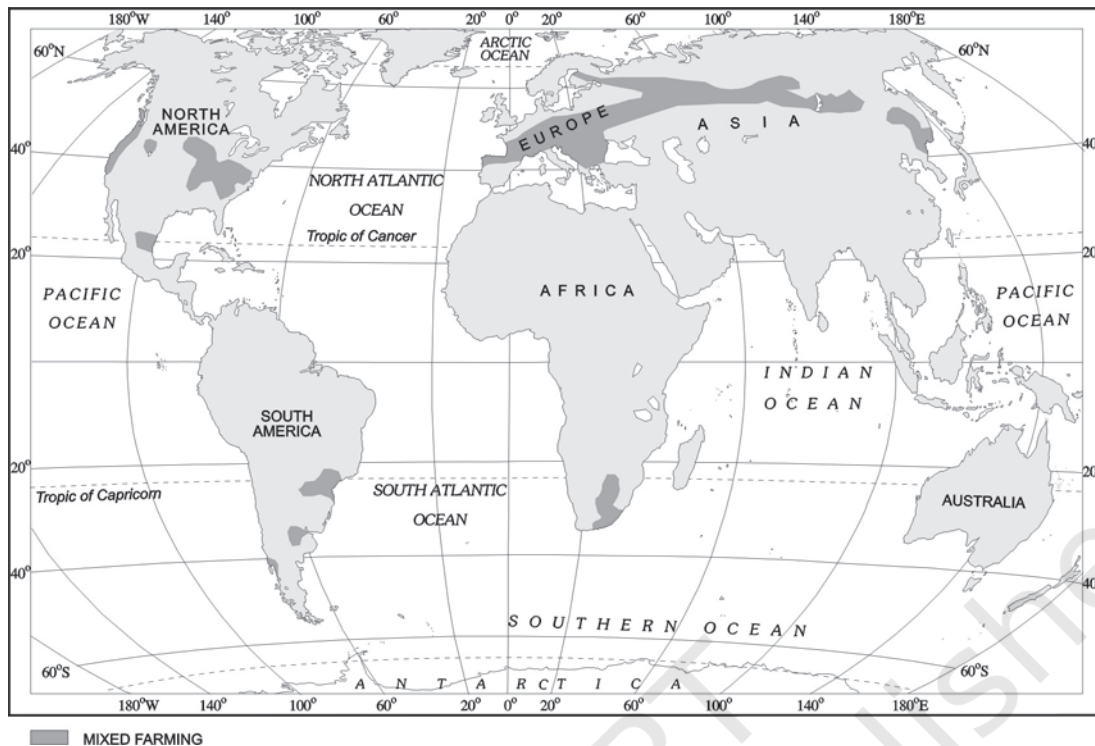 180°W 140° 100° 60° 20° 0° 20° 60° 100° 140° 180°E
ARCTIC
OCEAN
60°N
60°N
NORTH
AMERICA
EUROPE
ASIA
40°
40
NORTH ATLANTIC
OCEAN
Tropic of Cancer
20°
20
AFRICA
PACIFIC
OCEAN
PACIFIC
OCEAN
INDIAN
OCEAN
SOUTH
AMERICA
20°
20
Tropic of Capricorn
SOUTH ATLANTIC
OCEAN
AUSTRALIA
40°
40
SOUTHERN OCEAN
60°S
60°S
ANTARCTICA
180°W 140° 100° 60° 20° 0° 20° 60° 100° 140° 180°E
MIXED FARMING